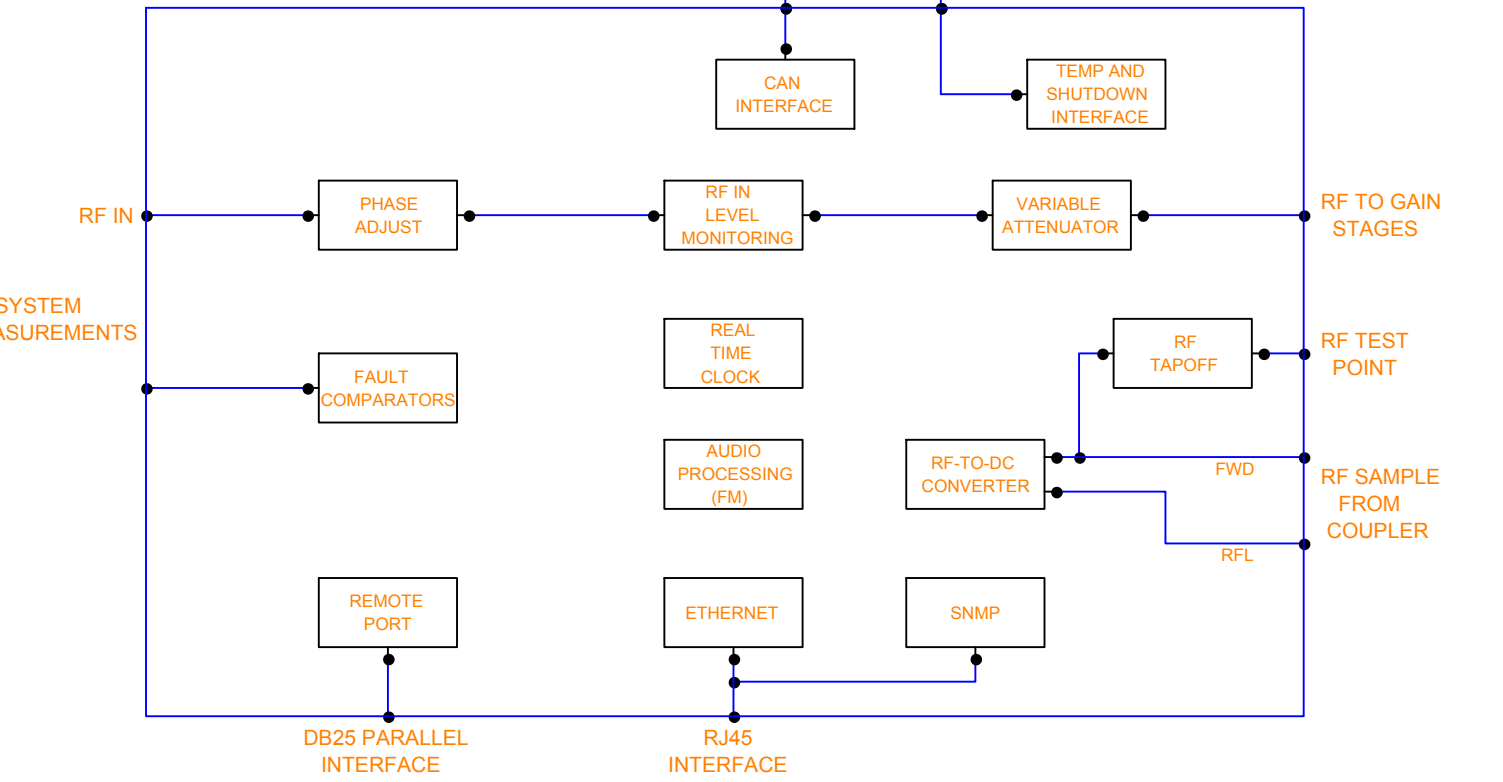 CAN
INTERFACE
TEMP AND
SHUTDOWN
INTERFACE
RF IN
PHASE
ADJUST
RF IN
LEVEL
MONITORING
VARIABLE
ATTENUATOR
RF TO GAIN
STAGES
SYSTEM
ASUREMENTS
FAULT
COMPARATORS
REAL
TIME
CLOCK
RF
TAPOFF
RF TEST
POINT
AUDIO
PROCESSING
(FM)
RF-TO-DC
CONVERTER
FWD
RFL
RF SAMPLE
FROM
COUPLER
REMOTE
PORT
ETHERNET
SNMP
DB25 PARALLEL
INTERFACE
RJ45
INTERFACE